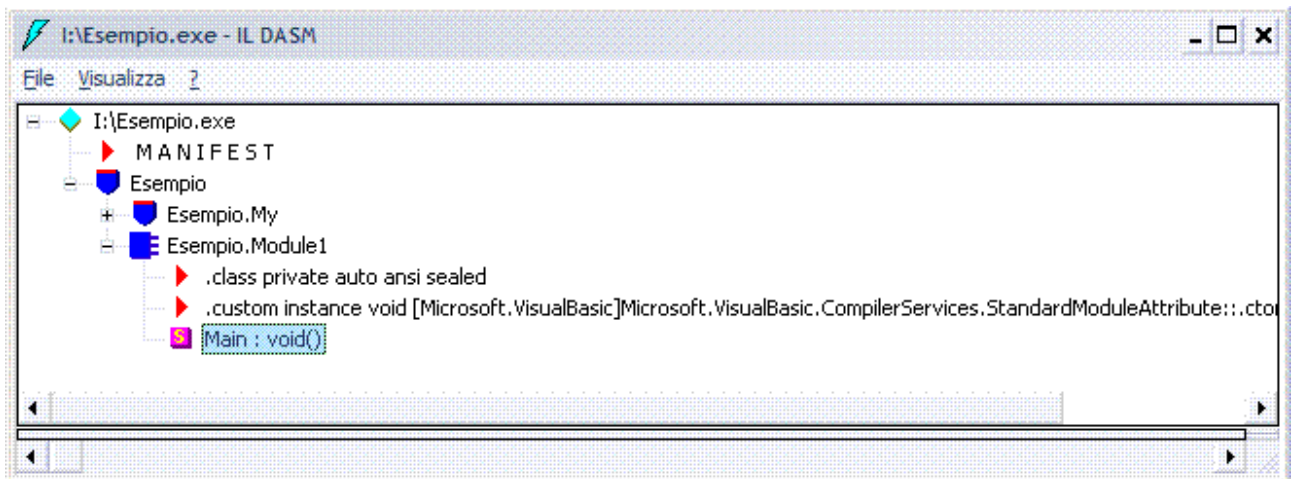 I:\Esempio.exe - IL DASM
File Visualizza ?
I:\Esempio.exe
M A N I F E S T
Esempio
Esempio.My
Esempio.Module1
.class private auto ansi sealed
.custom instance void [Microsoft.VisualBasic]Microsoft.VisualBasic.CompilerServices.StandardModuleAttribute::.cto
S Main : void()